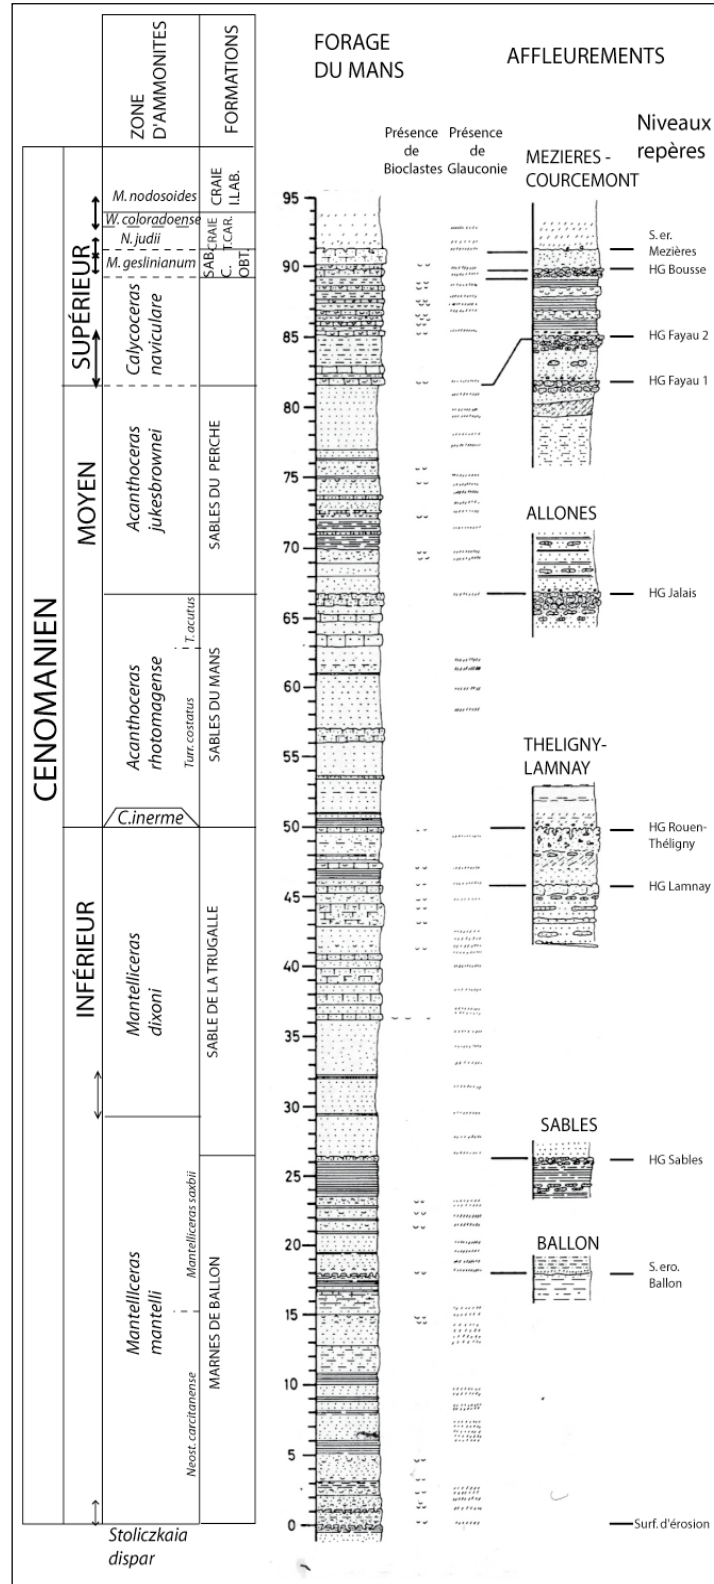 ZONE
D'AMMONITES
FORMATIONS
FORAGE
DU MANS
AFFLEUREMENTS
Présence
de
Bioclastes
Présence
de
Glauconie
Niveaux
repères
CENOMANIEN
SUPÉRIEUR
MOYEN
INFÉRIEUR
M. nodosoides
W. coloradoense
N. judii
M. geslinianum
Calycoceras
naviculare
Acanthoceras
jukesbrownei
Acanthoceras
rhotomagense
T. acutus
Turr. costatus
C.inerme
Mantelliceras
dixoni
Mantelliceras
mantelli
Mantelliceras saxbii
Neost. carcitanense
Stoliczkaia
dispar
CRAIE
I.LAB.
CRAIE
T.CAR.
SAB.
C.
OBT.
SABLES DU PERCHE
SABLES DU MANS
SABLE DE LA TRUGALLE
MARNES DE BALLON
95
90
85
80
75
70
65
60
55
50
45
40
35
30
25
20
15
10
5
0
MEZIERES -
COURCEMONT
S. er.
Mezières
HG Bousse
HG Fayau 2
HG Fayau 1
ALLONES
HG Jalais
THELIGNY-
LAMNAY
HG Rouen-
Théligny
HG Lamnay
SABLES
HG Sables
BALLON
S. ero.
Ballon
Surf. d'érosion